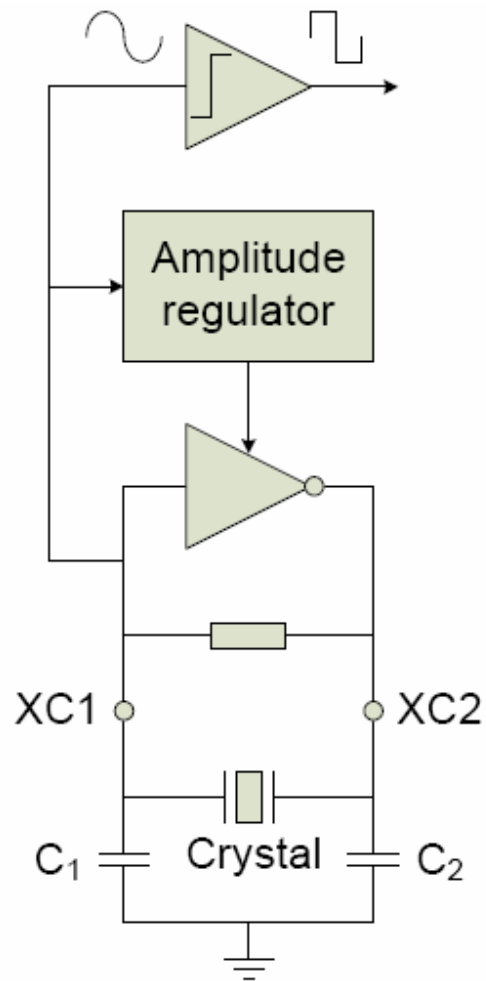 Amplitude
regulator
XC1
XC2
C₁
Crystal
C₂